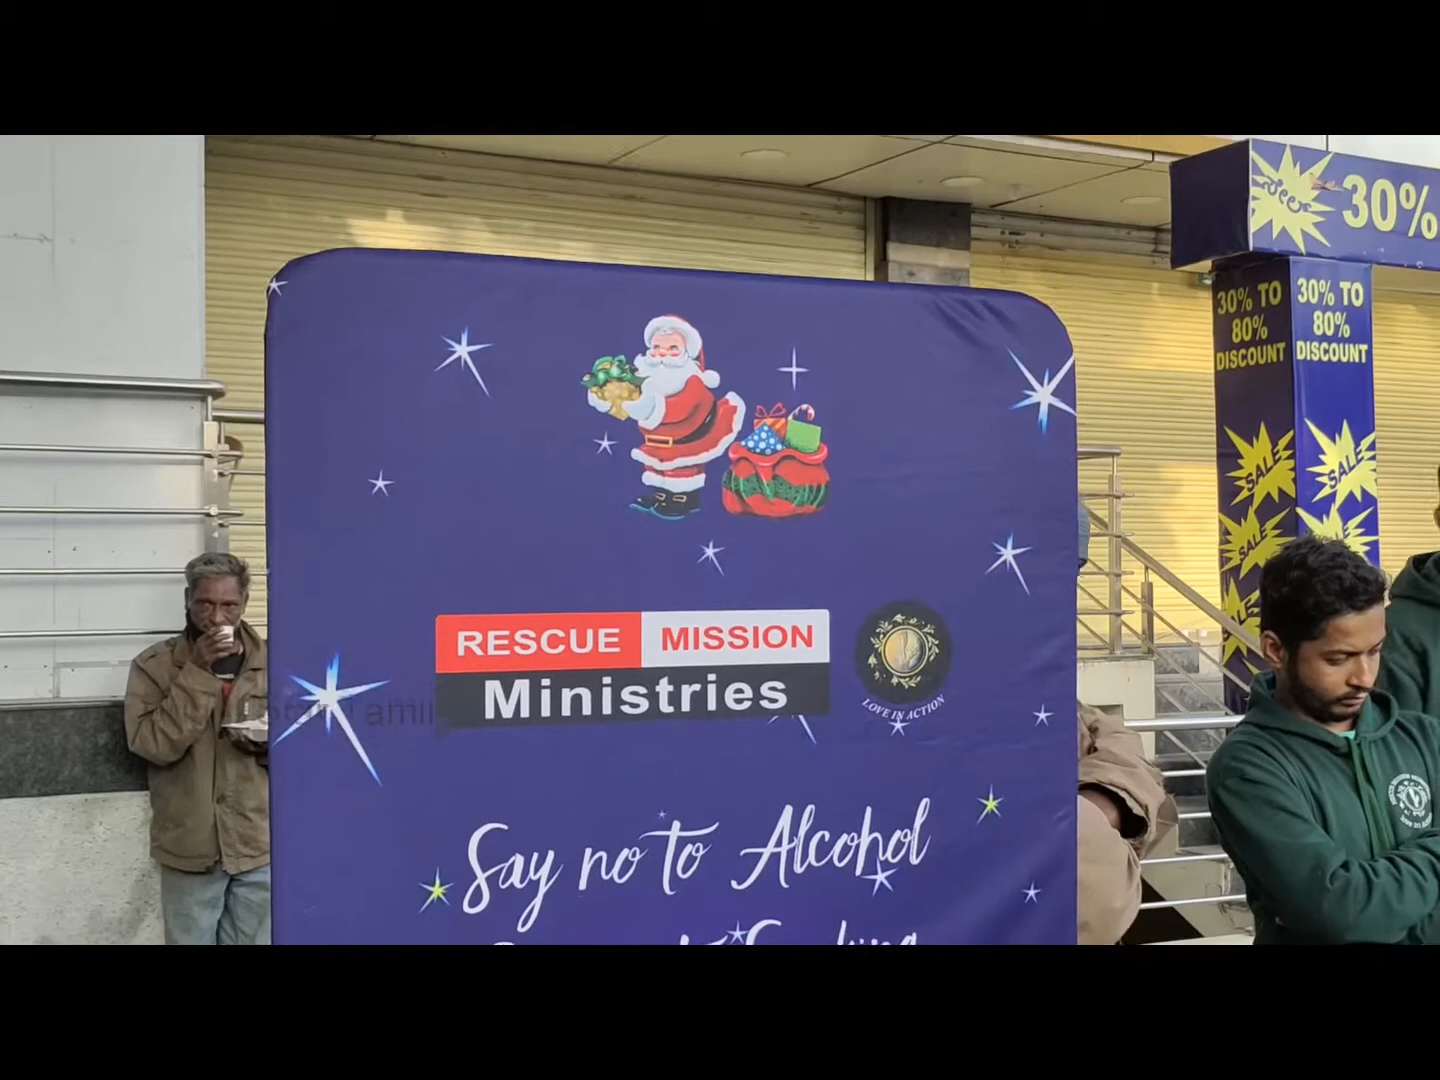 ಸೇಲ್ 30%
30% TO
80%
DISCOUNT
30% TO
80%
DISCOUNT
SALE
SALE
SALE
RESCUE MISSION
Ministries
LOVE IN ACTION
Say no to Alcohol